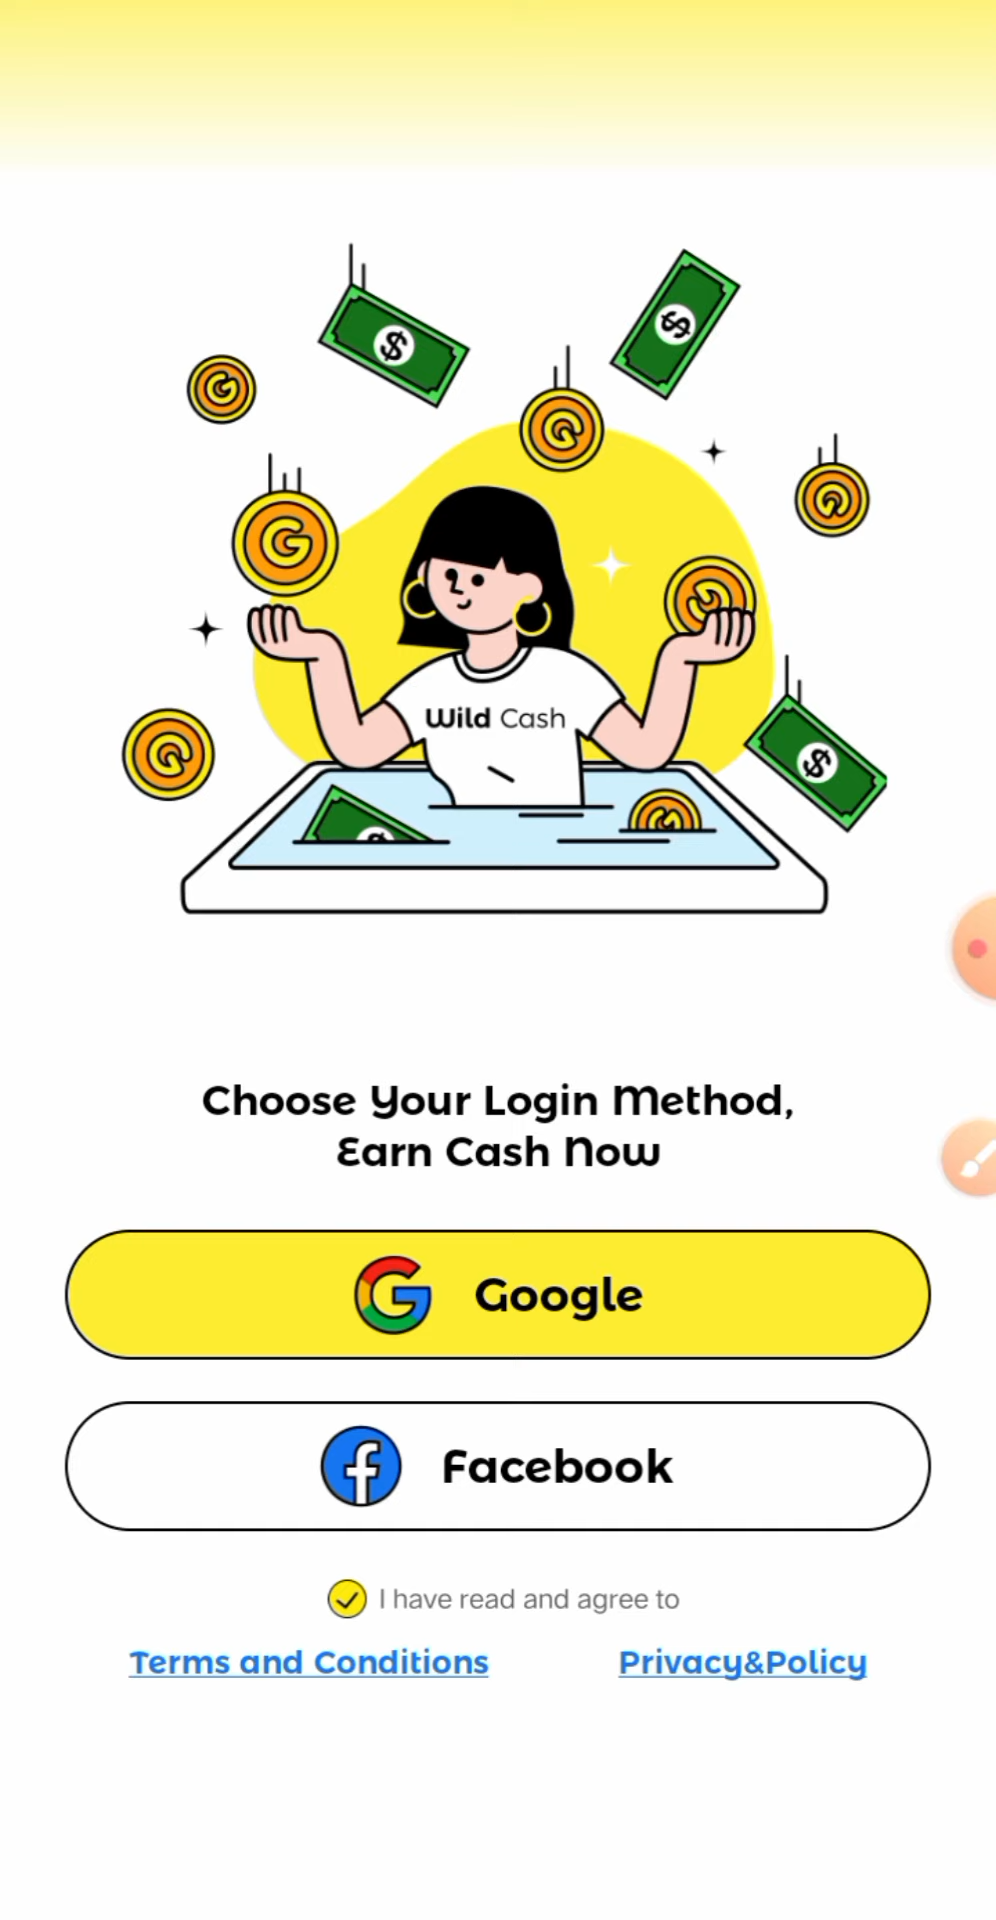 Wild Cash
Choose Your Login Method,
Earn Cash Now
Google
Facebook
I have read and agree to
Terms and Conditions
Privacy&Policy